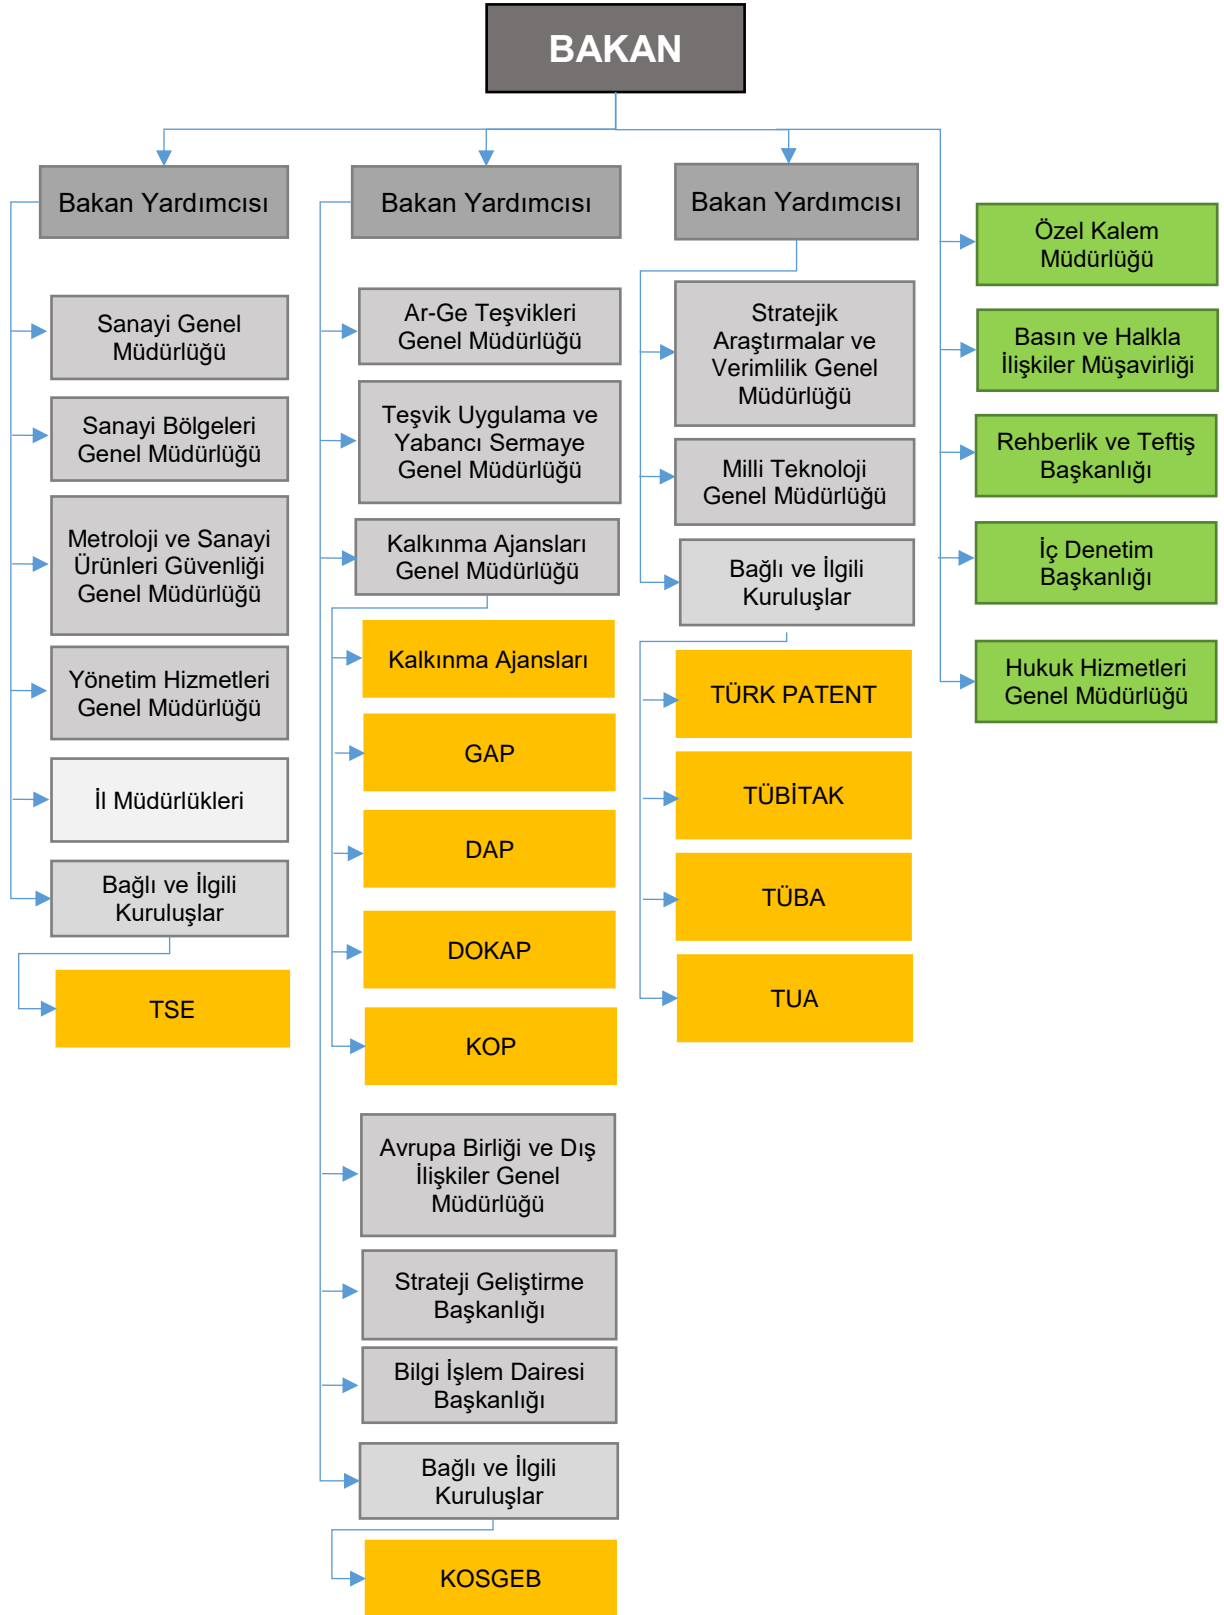 BAKAN
Bakan Yardımcısı
Sanayi Genel
Müdürlüğü
Sanayi Bölgeleri
Genel Müdürlüğü
Metroloji ve Sanayi
Ürünleri Güvenliği
Genel Müdürlüğü
Yönetim Hizmetleri
Genel Müdürlüğü
İl Müdürlükleri
Bağlı ve İlgili
Kuruluşlar
TSE
Bakan Yardımcısı
Ar-Ge Teşvikleri
Genel Müdürlüğü
Teşvik Uygulama ve
Yabancı Sermaye
Genel Müdürlüğü
Kalkınma Ajansları
Genel Müdürlüğü
Kalkınma Ajansları
GAP
DAP
DOKAP
KOP
Avrupa Birliği ve Dış
İlişkiler Genel
Müdürlüğü
Strateji Geliştirme
Başkanlığı
Bilgi İşlem Dairesi
Başkanlığı
Bağlı ve İlgili
Kuruluşlar
KOSGEB
Bakan Yardımcısı
Stratejik
Araştırmalar ve
Verimlilik Genel
Müdürlüğü
Milli Teknoloji
Genel Müdürlüğü
Bağlı ve İlgili
Kuruluşlar
TÜRK PATENT
TÜBİTAK
TÜBA
TUA
Özel Kalem
Müdürlüğü
Basın ve Halkla
İlişkiler Müşavirliği
Rehberlik ve Teftiş
Başkanlığı
İç Denetim
Başkanlığı
Hukuk Hizmetleri
Genel Müdürlüğü